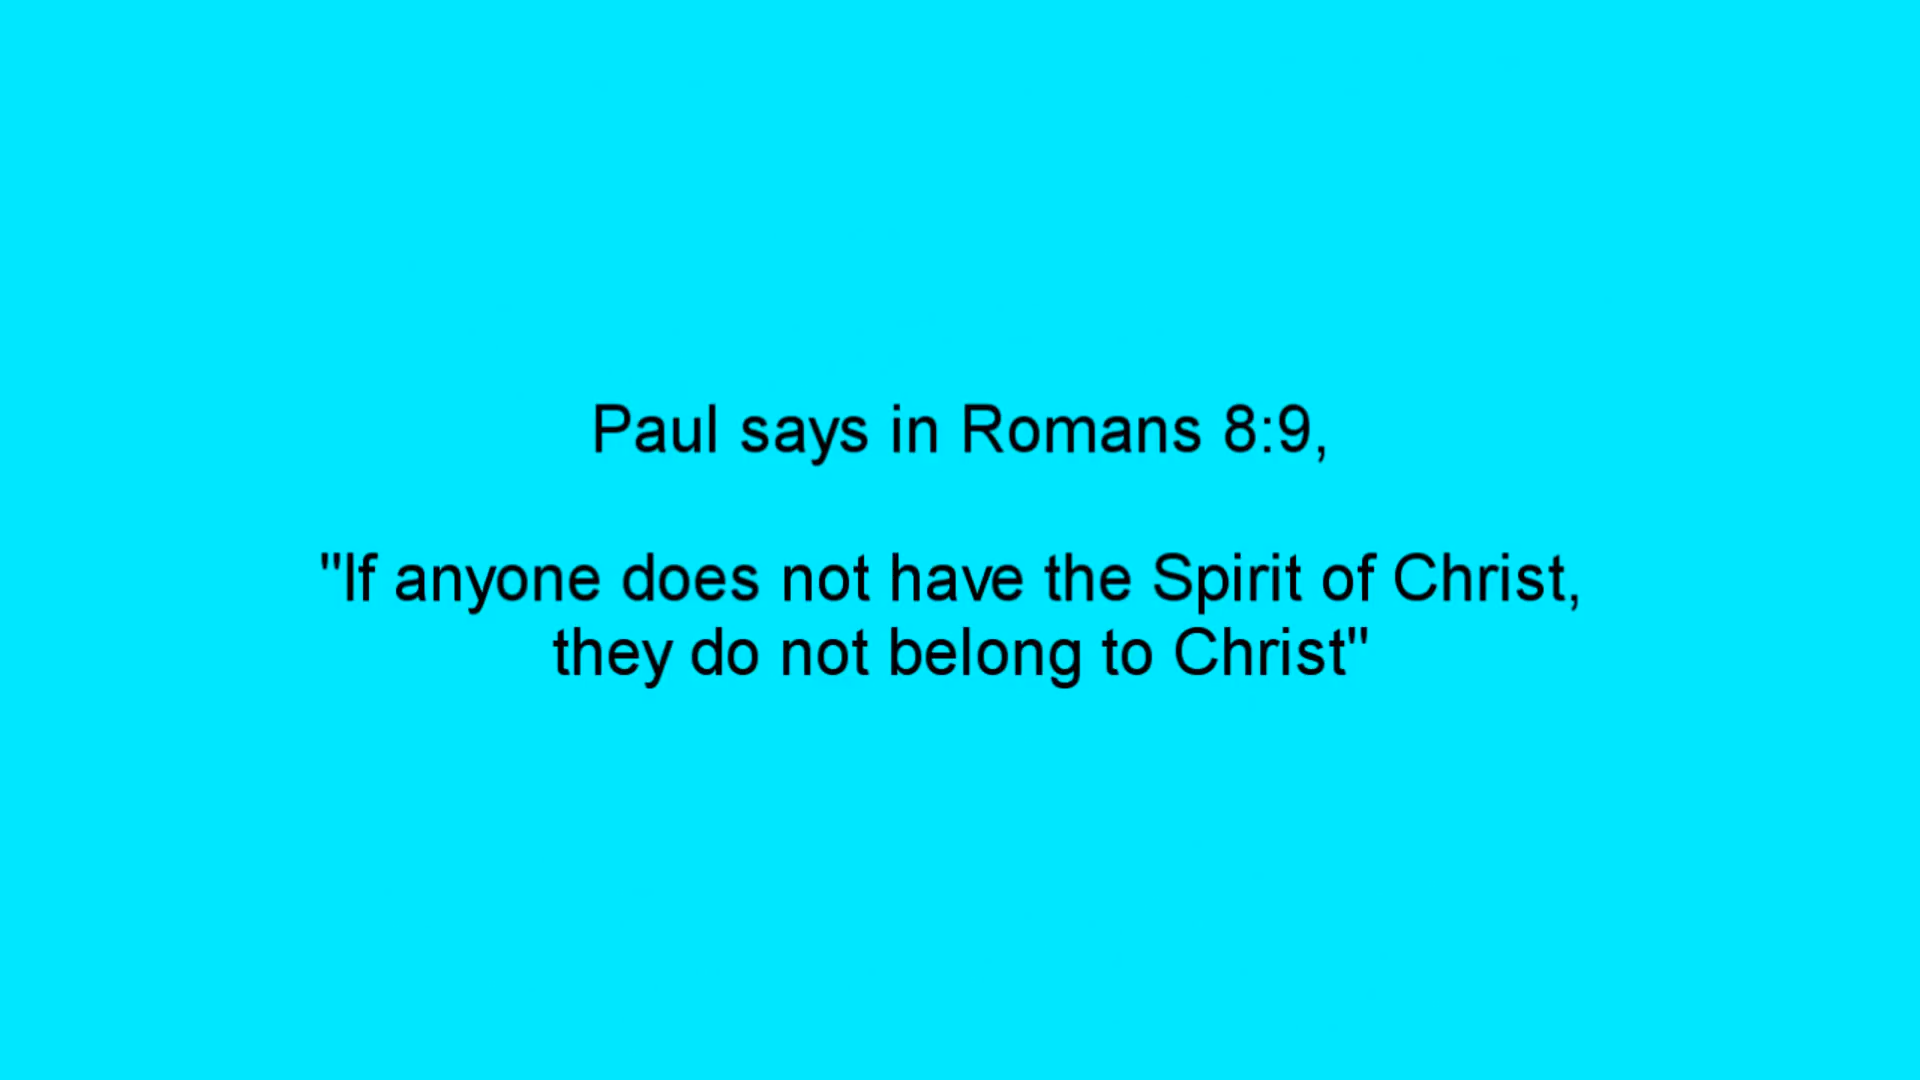 Paul says in Romans 8:9,
"If anyone does not have the Spirit of Christ,
they do not belong to Christ"